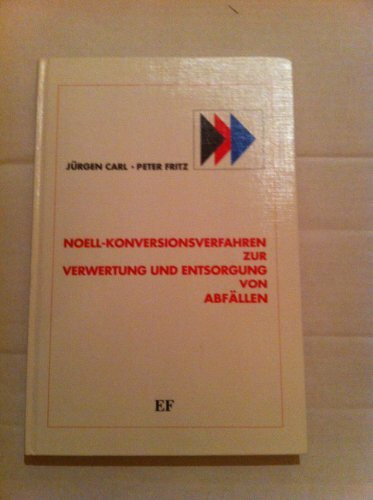 JÜRGEN CARL · PETER FRITZ
NOELL-KONVERSIONSVERFAHREN
ZUR
VERWERTUNG UND ENTSORGUNG
VON
ABFÄLLEN
EF